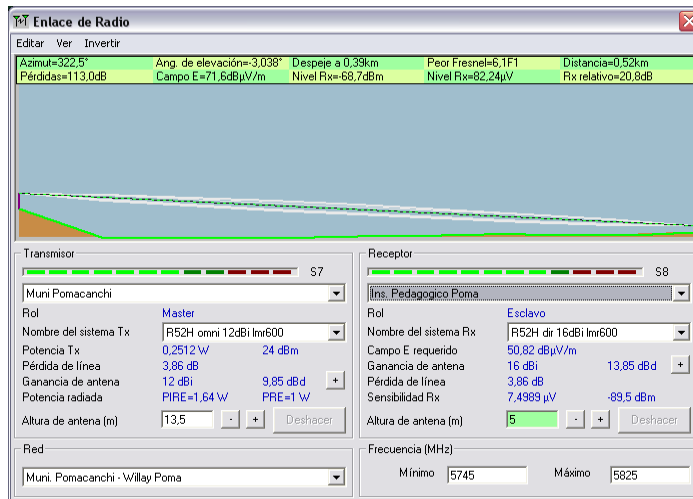 Enlace de Radio
Editar Ver Invertir
Azimut=322,5° Ang. de elevación=-3,038° Despeje a 0,39km Peor Fresnel=6,1F1 Distancia=0,52km
Pérdidas=113,0dB Campo E=71,6dBµV/m Nivel Rx=-68,7dBm Nivel Rx=82,24µV Rx relativo=20,8dB
Transmisor
S7
Muni Pomacanchi
Rol Master
Nombre del sistema Tx R52H omni 12dBi lmr600
Potencia Tx 0,2512 W 24 dBm
Pérdida de línea 3,86 dB
Ganancia de antena 12 dBi 9,85 dBd +
Potencia radiada PIRE=1,64 W PRE=1 W
Altura de antena (m) 13,5 - + Deshacer
Receptor
S8
Ins. Pedagogico Poma
Rol Esclavo
Nombre del sistema Rx R52H dir 16dBi lmr600
Campo E requerido 50,82 dBµV/m
Ganancia de antena 16 dBi 13,85 dBd +
Pérdida de línea 3,86 dB
Sensibilidad Rx 7,4989 µV -89,5 dBm
Altura de antena (m) 5 - + Deshacer
Red
Muni. Pomacanchi - Willay Poma
Frecuencia (MHz)
Mínimo 5745 Máximo 5825